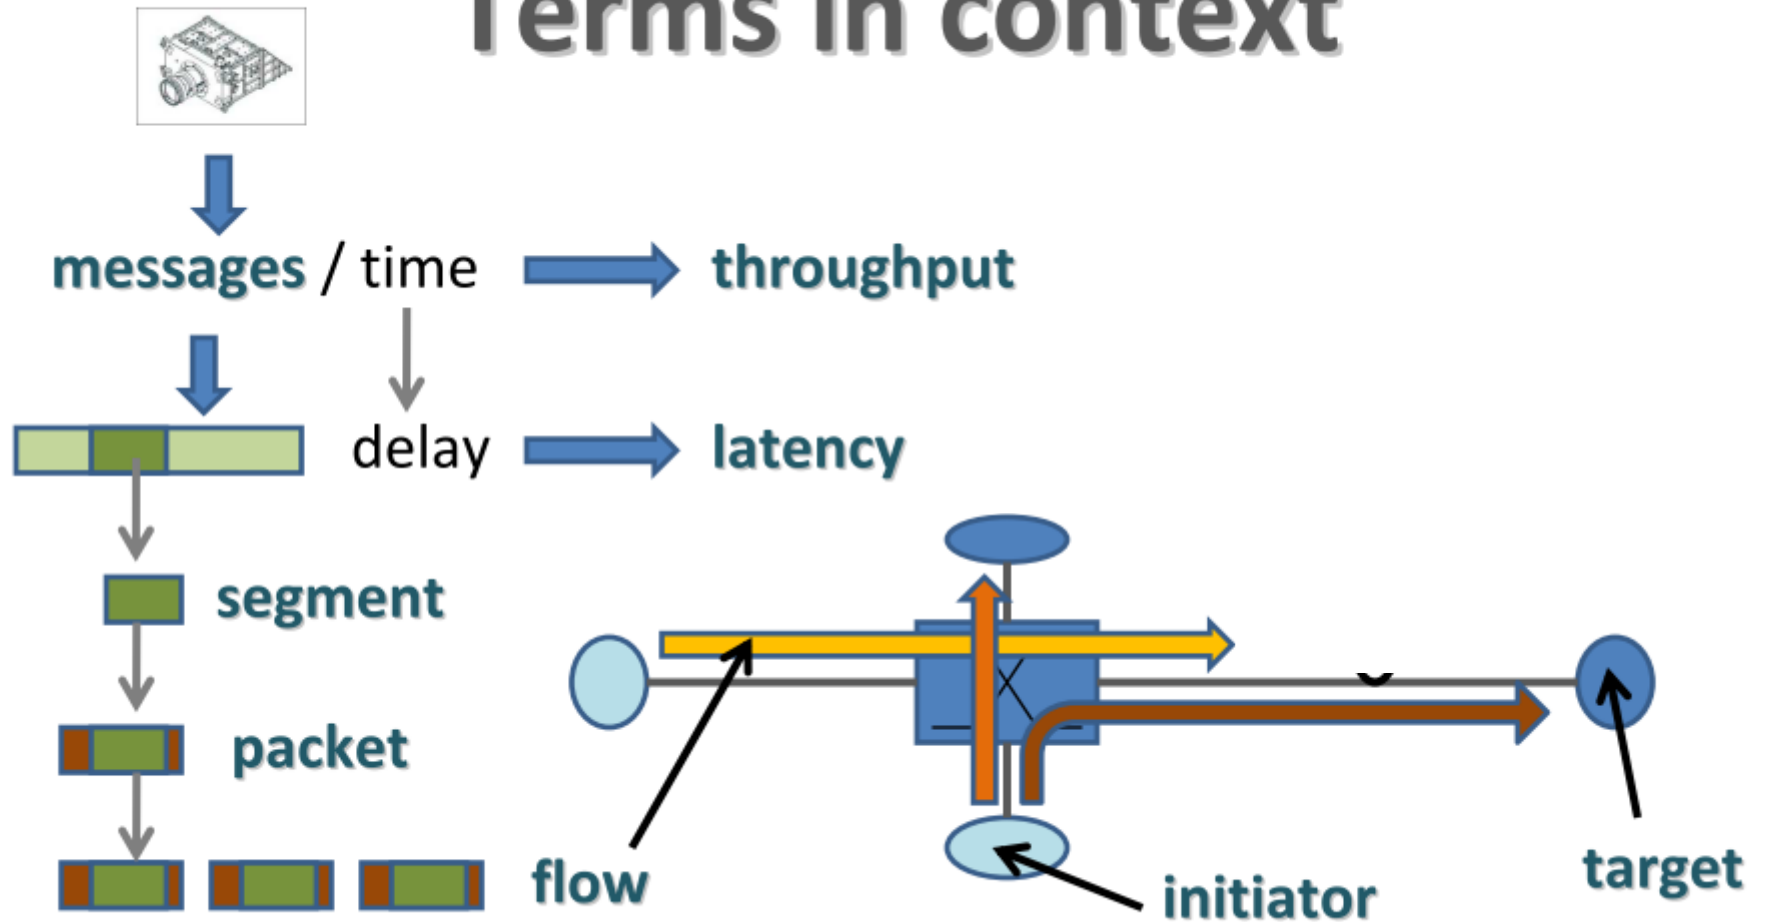 Terms in context
messages / time throughput
delay latency
segment
packet
flow
initiator
target